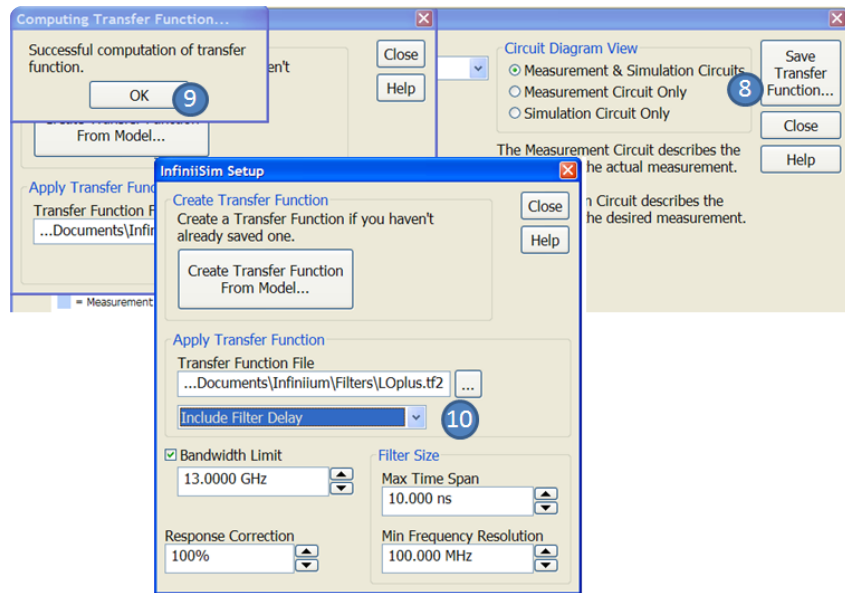 Computing Transfer Function...
Successful computation of transfer
function.
OK
9
en't
Close
Help
From Model...
Apply Transfer Func
Transfer Function F
...Documents\Infin
= Measurement
Circuit Diagram View
Measurement & Simulation Circuits
Measurement Circuit Only
Simulation Circuit Only
8
Save
Transfer
Function...
Close
Help
The Measurement Circuit describes the
he actual measurement.
n Circuit describes the
he desired measurement.
InfiniiSim Setup
Create Transfer Function
Create a Transfer Function if you haven't
already saved one.
Create Transfer Function
From Model...
Close
Help
Apply Transfer Function
Transfer Function File
...Documents\Infiniium\Filters\LOplus.tf2
...
Include Filter Delay
10
Bandwidth Limit
13.0000 GHz
Response Correction
100%
Filter Size
Max Time Span
10.000 ns
Min Frequency Resolution
100.000 MHz